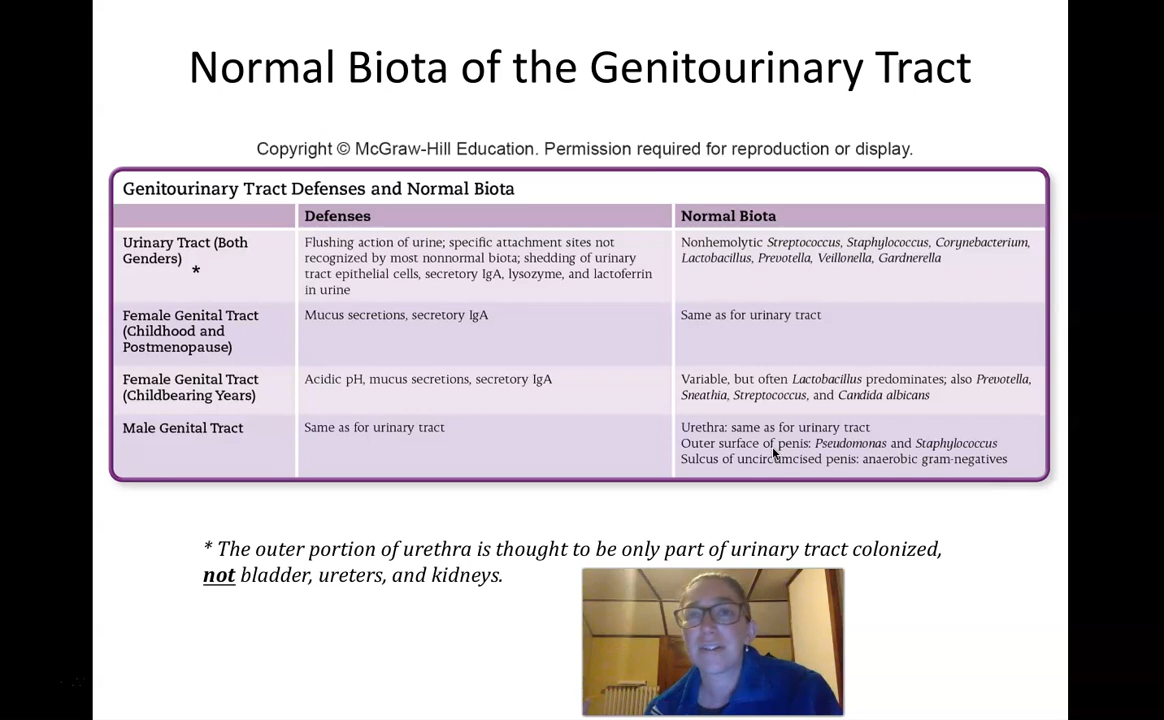 Normal Biota of the Genitourinary Tract
Copyright © McGraw-Hill Education. Permission required for reproduction or display.
Genitourinary Tract Defenses and Normal Biota
Defenses
Normal Biota
Urinary Tract (Both
Genders)
*
Flushing action of urine; specific attachment sites not
recognized by most nonnormal biota; shedding of urinary
tract epithelial cells, secretory IgA, lysozyme, and lactoferrin
in urine
Nonhemolytic Streptococcus, Staphylococcus, Corynebacterium,
Lactobacillus, Prevotella, Veillonella, Gardnerella
Female Genital Tract
(Childhood and
Postmenopause)
Mucus secretions, secretory IgA
Same as for urinary tract
Female Genital Tract
(Childbearing Years)
Acidic pH, mucus secretions, secretory IgA
Variable, but often Lactobacillus predominates; also Prevotella,
Sneathia, Streptococcus, and Candida albicans
Male Genital Tract
Same as for urinary tract
Urethra: same as for urinary tract
Outer surface of penis: Pseudomonas and Staphylococcus
Sulcus of uncircumcised penis: anaerobic gram-negatives
* The outer portion of urethra is thought to be only part of urinary tract colonized,
not bladder, ureters, and kidneys.